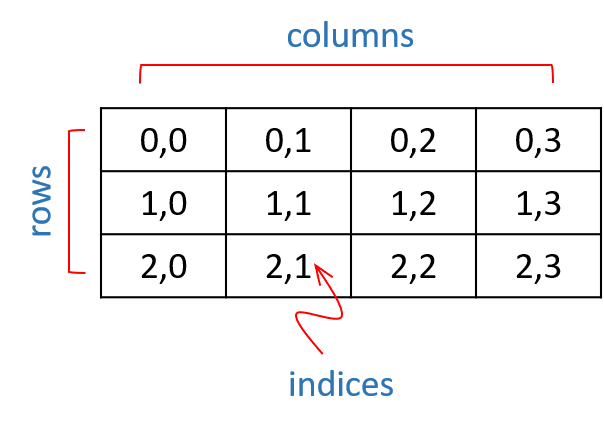 columns
rows
0,0 0,1 0,2 0,3
1,0 1,1 1,2 1,3
2,0 2,1 2,2 2,3
indices